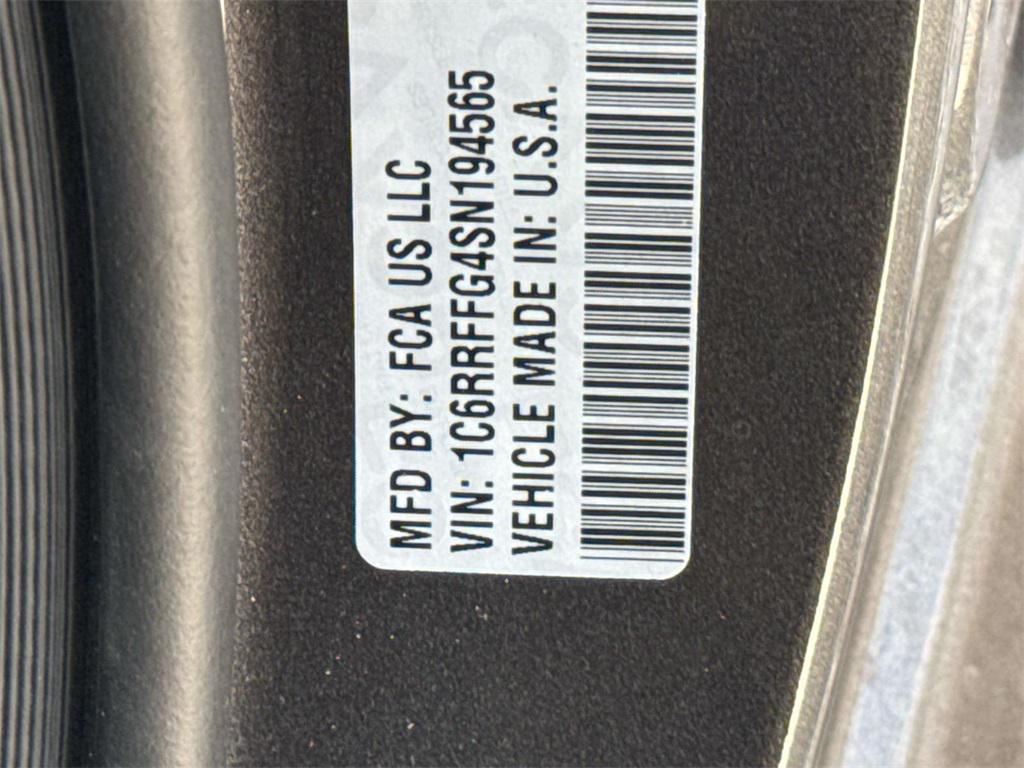 MFD BY: FCA US LLC
VIN: 1C6RRFFG4SN194565
VEHICLE MADE IN: U.S.A.